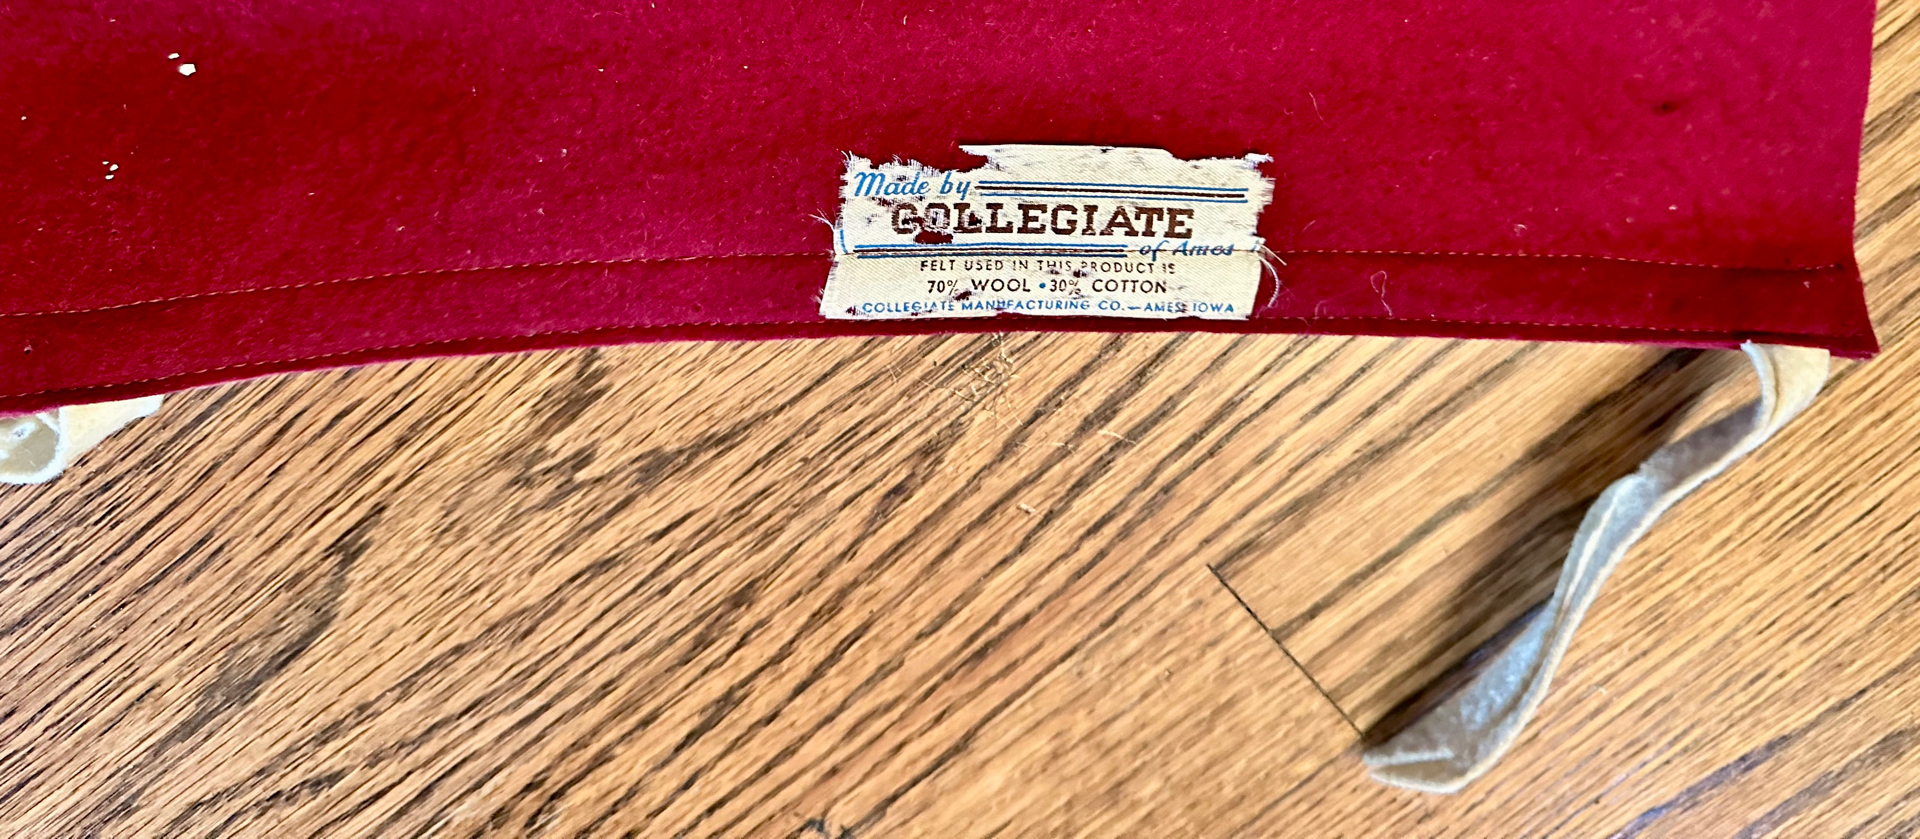 Made by
COLLEGIATE
of Ames
FELT USED IN THIS PRODUCT IS
70% WOOL • 30% COTTON
COLLEGIATE MANUFACTURING CO.—AMES IOWA